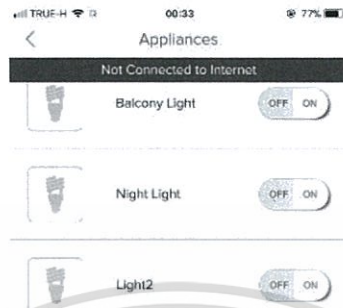 TRUE-H 00:33 77%
Appliances
Not Connected to Internet
Balcony Light OFF ON
Night Light OFF ON
Light2 OFF ON